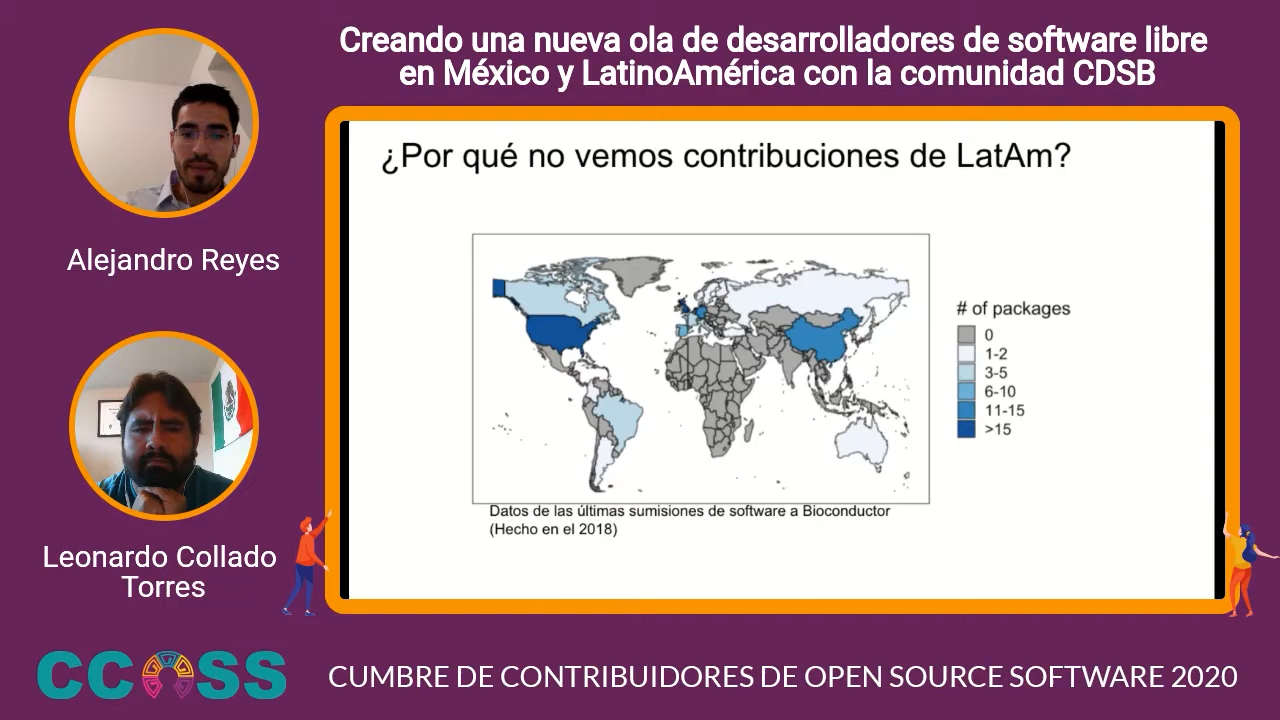 Creando una nueva ola de desarrolladores de software libre
en México y LatinoAmérica con la comunidad CDSB
Alejandro Reyes
Leonardo Collado
Torres
¿Por qué no vemos contribuciones de LatAm?
# of packages
0
1-2
3-5
6-10
11-15
>15
Datos de las últimas sumisiones de software a Bioconductor
(Hecho en el 2018)
CCOSS
CUMBRE DE CONTRIBUIDORES DE OPEN SOURCE SOFTWARE 2020